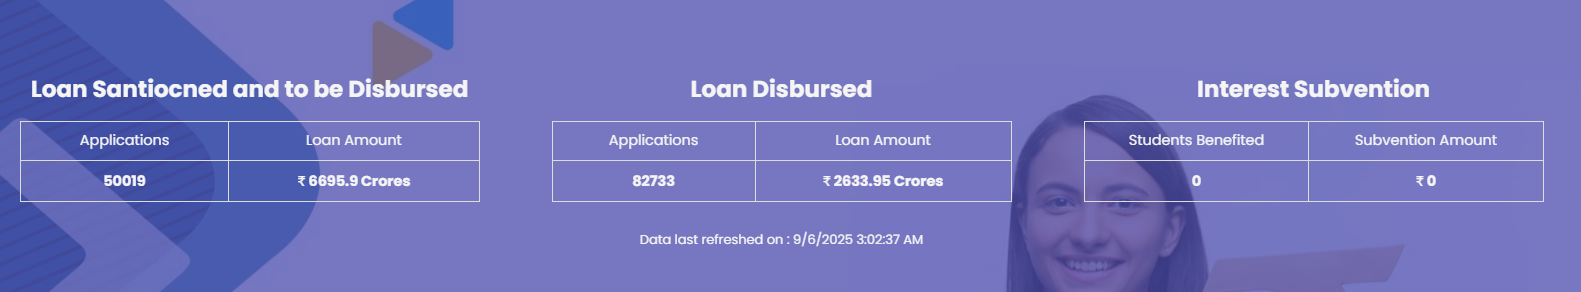 Loan Santiocned and to be Disbursed
Applications Loan Amount
50019 ₹ 6695.9 Crores
Loan Disbursed
Applications Loan Amount
82733 ₹ 2633.95 Crores
Interest Subvention
Students Benefited Subvention Amount
0 ₹ 0
Data last refreshed on : 9/6/2025 3:02:37 AM